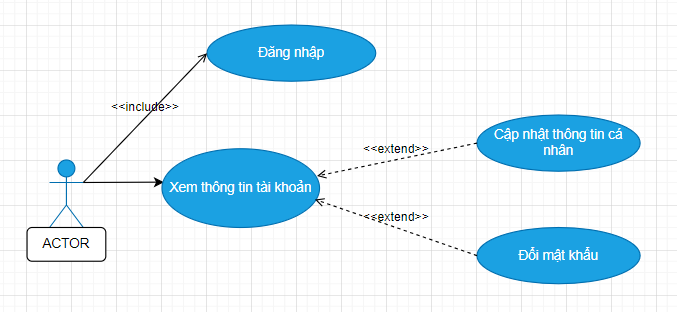 Đăng nhập
<<include>>
Cập nhật thông tin cá
nhân
<<extend>>
Xem thông tin tài khoản
<<extend>>
ACTOR
Đổi mật khẩu